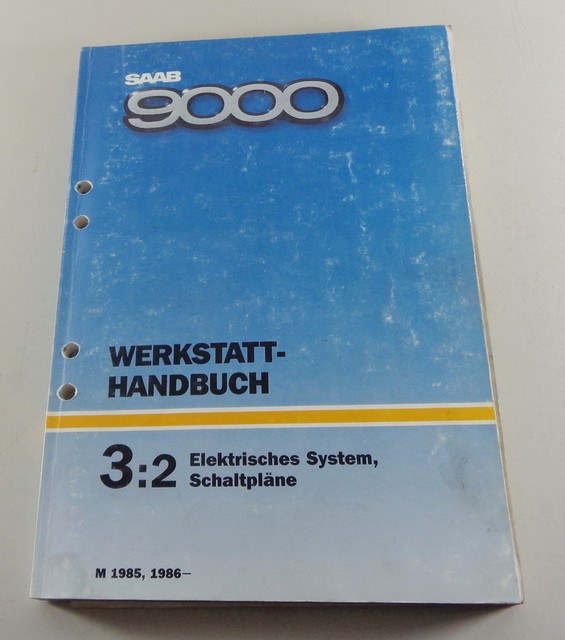 SAAB
9000
WERKSTATT-
HANDBUCH
3:2 Elektrisches System,
Schaltpläne
M 1985, 1986—